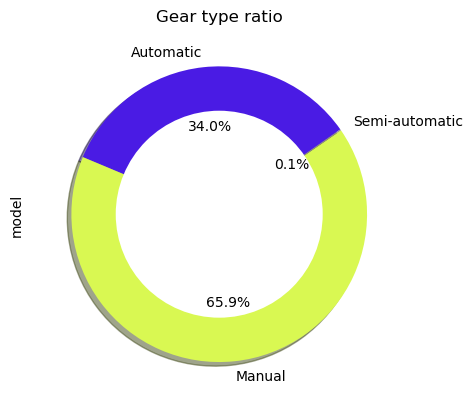 Gear type ratio
Automatic
Semi-automatic
34.0%
0.1%
model
65.9%
Manual